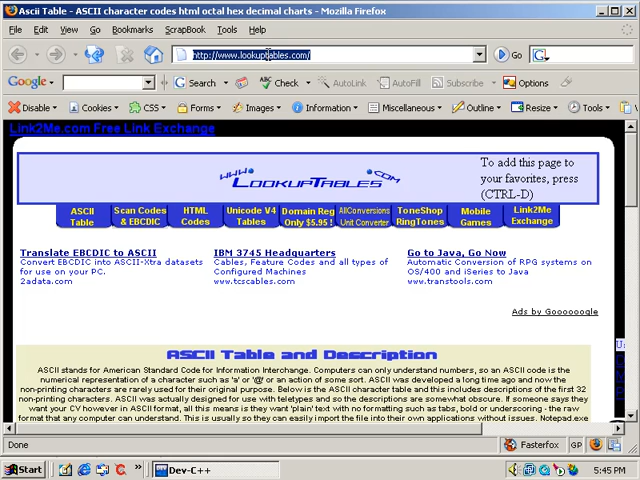 Ascii Table - ASCII character codes html octal hex decimal charts - Mozilla Firefox
File Edit View Go Bookmarks ScrapBook Tools Help
http://www.lookuptables.com/
Go
Google Search Check AutoLink AutoFill Subscribe Options
Disable Cookies CSS Forms Images Information Miscellaneous Outline Resize Tools
Link2Me.com Free Link Exchange
WWW.LOOKUPTABLES.COM
To add this page to
your favorites, press
(CTRL-D)
ASCII Table
Scan Codes & EBCDIC
HTML Codes
Unicode V4 Tables
Domain Reg Only $5.95 !
AllConversions Unit Converter
ToneShop RingTones
Mobile Games
Link2Me Exchange
Translate EBCDIC to ASCII
Convert EBCDIC into ASCII-Xtra datasets
for use on your PC.
2adata.com
IBM 3745 Headquarters
Cables, Feature Codes and all types of
Configured Machines
www.tcscables.com
Go to Java, Go Now
Automatic Conversion of RPG systems on
OS/400 and iSeries to Java
www.transtools.com
Ads by Goooooogle
ASCII Table and Description
ASCII stands for American Standard Code for Information Interchange. Computers can only understand numbers, so an ASCII code is the
numerical representation of a character such as 'a' or '@' or an action of some sort. ASCII was developed a long time ago and now the
non-printing characters are rarely used for their original purpose. Below is the ASCII character table and this includes descriptions of the first 32
non-printing characters. ASCII was actually designed for use with teletypes and so the descriptions are somewhat obscure. If someone says they
want your CV however in ASCII format, all this means is they want 'plain' text with no formatting such as tabs, bold or underscoring - the raw
format that any computer can understand. This is usually so they can easily import the file into their own applications without issues. Notepad.exe
Done
Fasterfox
GP
Start
Dev-C++
5:45 PM